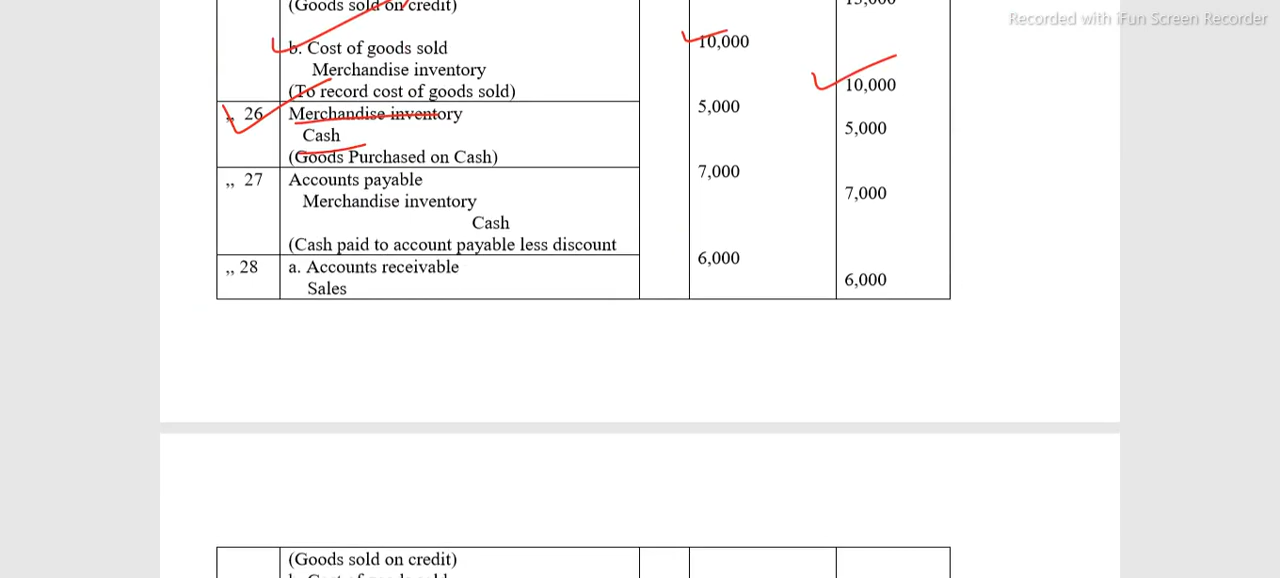 (Goods sold on credit)
Recorded with iFun Screen Recorder
b. Cost of goods sold 10,000
Merchandise inventory 10,000
(To record cost of goods sold)
26 Merchandise inventory 5,000
Cash 5,000
(Goods Purchased on Cash)
,, 27 Accounts payable 7,000
Merchandise inventory 7,000
Cash
(Cash paid to account payable less discount
,, 28 a. Accounts receivable 6,000
Sales 6,000
(Goods sold on credit)